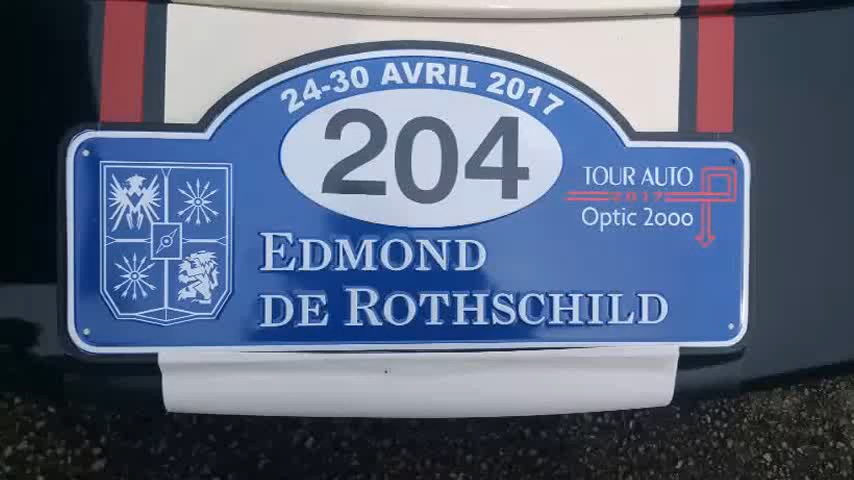 24-30 AVRIL 2017
204
TOUR AUTO
2017
Optic 2000
EDMOND
DE ROTHSCHILD